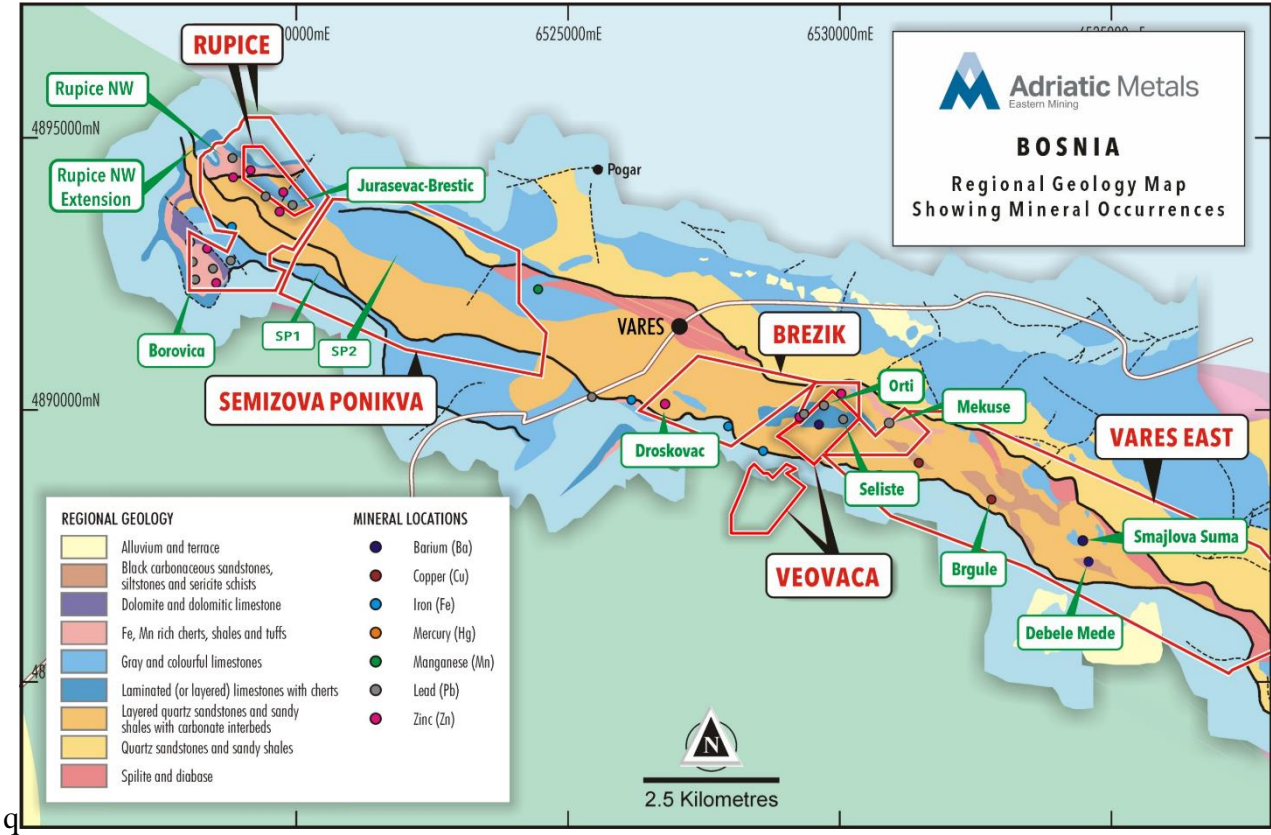 6525000mE
6530000mE
RUPICE
Rupice NW
4895000mN
Rupice NW
Extension
Jurasevac-Brestic
Pogar
Adriatic Metals
Eastern Mining
BOSNIA
Regional Geology Map
Showing Mineral Occurrences
Borovica
SP1
SP2
VARES
BREZIK
SEMIZOVA PONIKVA
4890000mN
Orti
Mekuse
Droskovac
Seliste
VARES EAST
VEOVACA
Brgule
Smajlova Suma
Debele Mede
REGIONAL GEOLOGY
Alluvium and terrace
Black carbonaceous sandstones,
siltstones and sericite schists
Dolomite and dolomitic limestone
Fe, Mn rich cherts, shales and tuffs
Gray and colourful limestones
Laminated (or layered) limestones with cherts
Layered quartz sandstones and sandy
shales with carbonate interbeds
Quartz sandstones and sandy shales
Spilite and diabase
MINERAL LOCATIONS
Barium (Ba)
Copper (Cu)
Iron (Fe)
Mercury (Hg)
Manganese (Mn)
Lead (Pb)
Zinc (Zn)
N
2.5 Kilometres
q